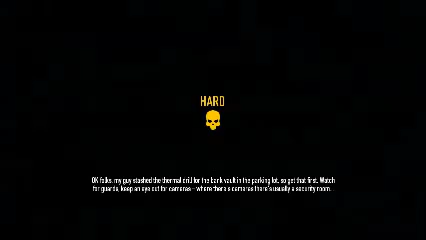 HARD
OK folks, my guy stashed the thermal drill for the bank vault in the parking lot, so get that first. Watch
for guards, keep an eye out for cameras - where there's cameras there's usually a security room.